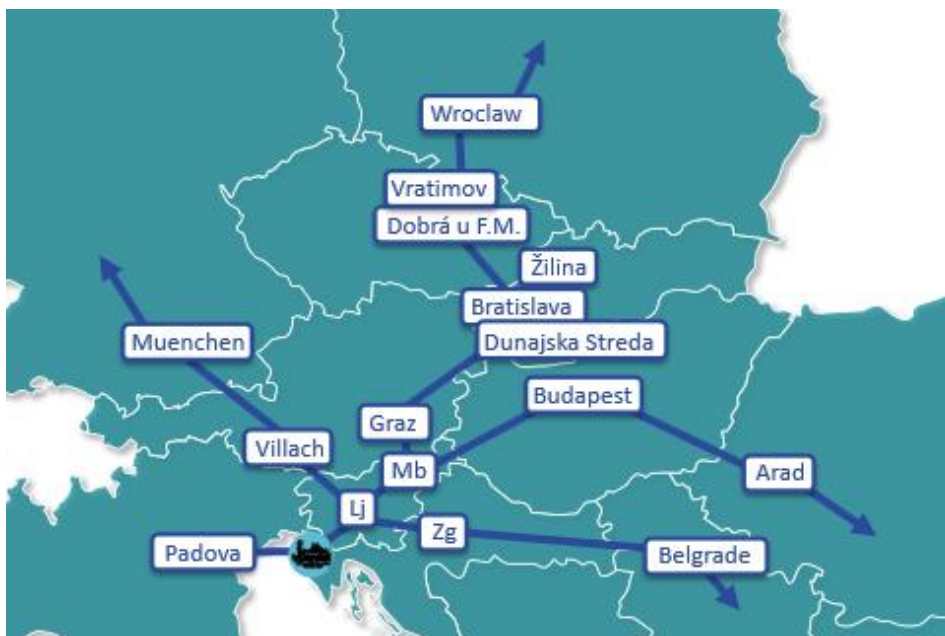 Wroclaw
Vratimov
Dobrá u F.M.
Žilina
Bratislava
Muenchen
Dunajska Streda
Budapest
Graz
Villach
Mb
Arad
Lj
Zg
Padova
Belgrade